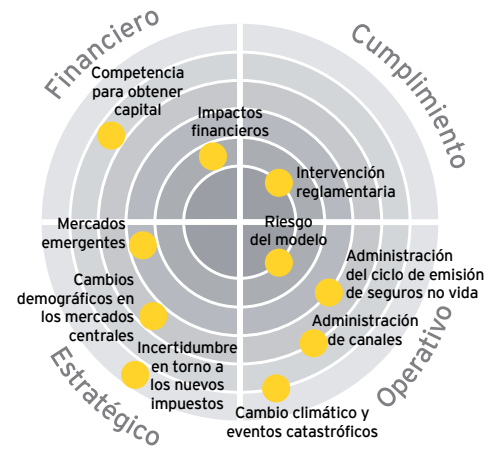 Financiero
Cumplimiento
Competencia
para obtener
capital
Impactos
financieros
Intervención
reglamentaria
Mercados
emergentes
Riesgo
del modelo
Cambios
demográficos en
los mercados
centrales
Administración
del ciclo de emisión
de seguros no vida
Administración
de canales
Incertidumbre
en torno a
los nuevos
impuestos
Cambio climático y
eventos catastróficos
Estratégico
Operativo